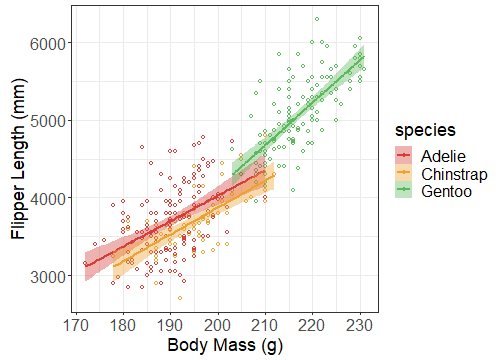 6000
5000
4000
3000
Flipper Length (mm)
170 180 190 200 210 220 230
Body Mass (g)
species
Adelie
Chinstrap
Gentoo